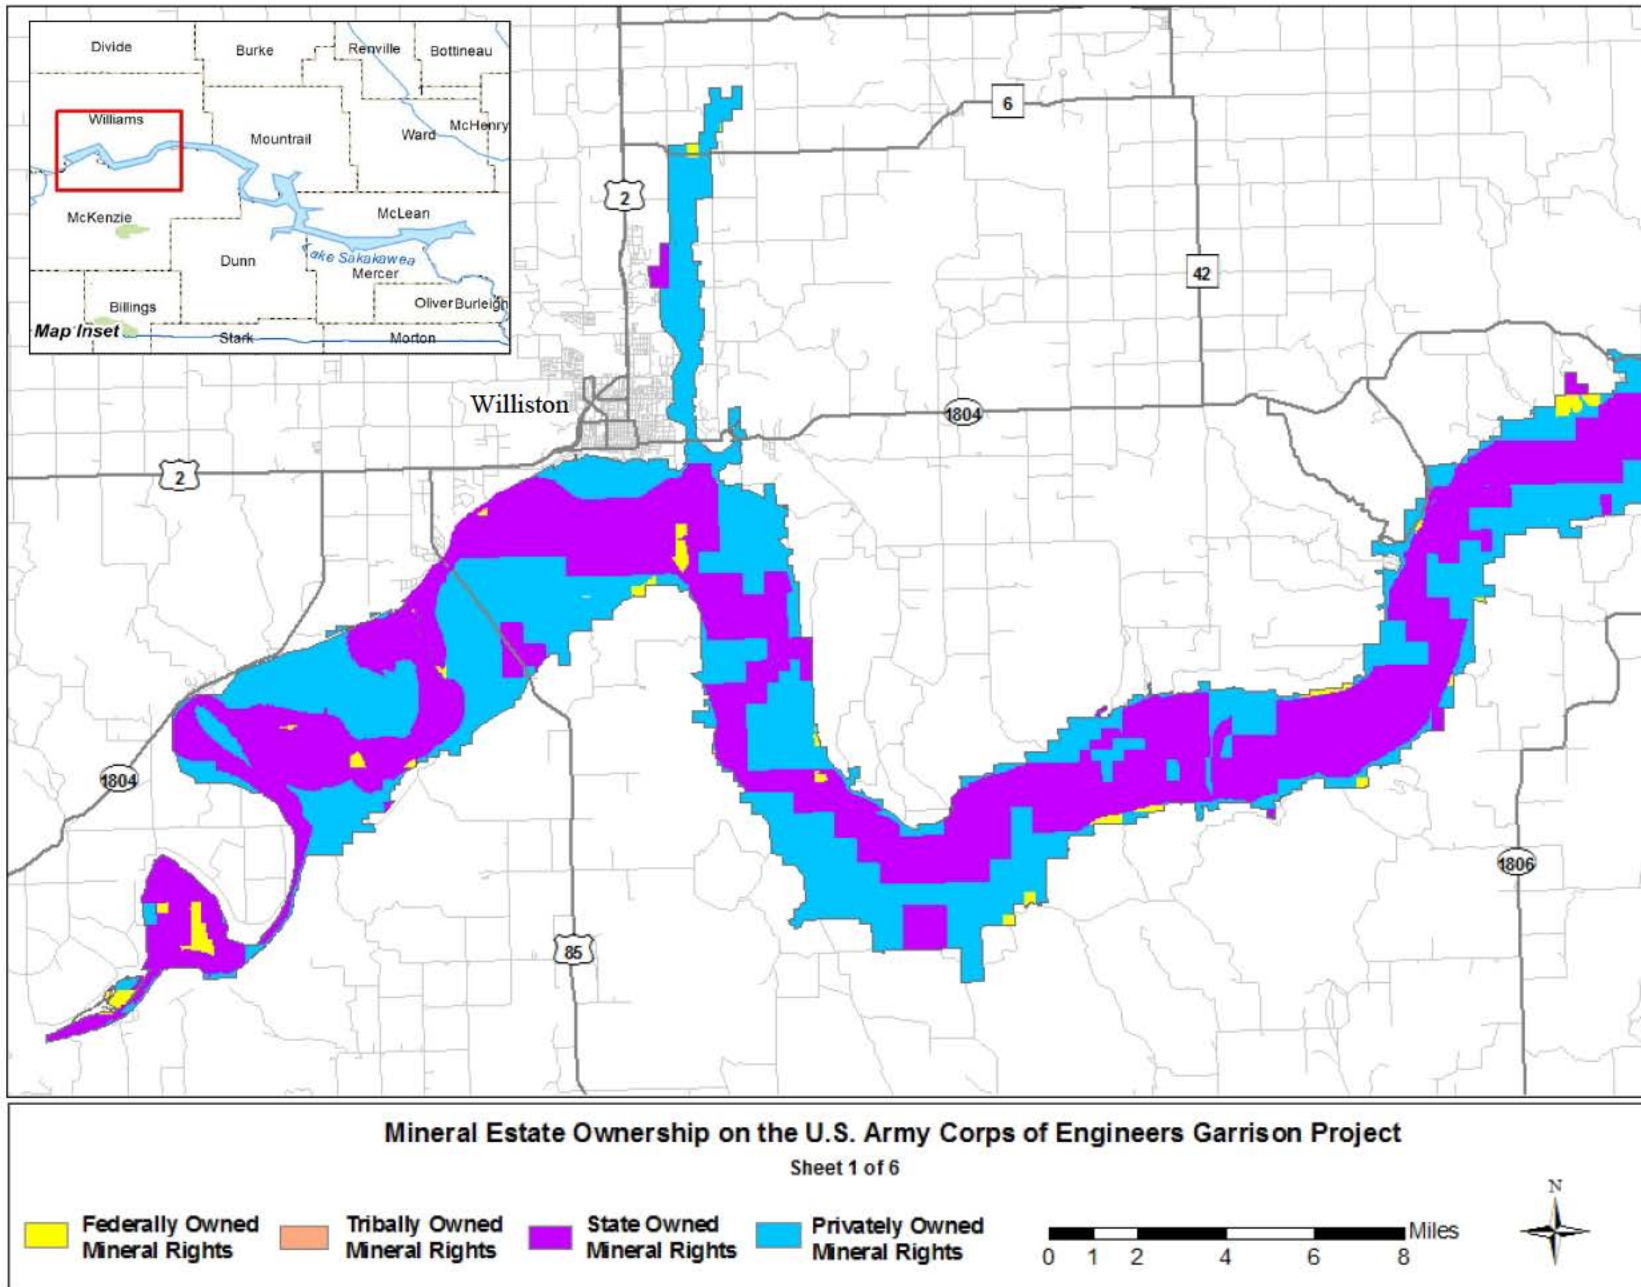 Divide
Burke
Renville
Bottineau
Williams
Mountrail
Ward
McHenry
McKenzie
McLean
Dunn
Lake Sakakawea
Mercer
Billings
Oliver
Burleigh
Map Inset
Stark
Morton
6
2
42
Williston
1804
2
1804
1806
85
Mineral Estate Ownership on the U.S. Army Corps of Engineers Garrison Project
Sheet 1 of 6
Federally Owned
Mineral Rights
Tribally Owned
Mineral Rights
State Owned
Mineral Rights
Privately Owned
Mineral Rights
Miles
0 1 2 4 6 8
N